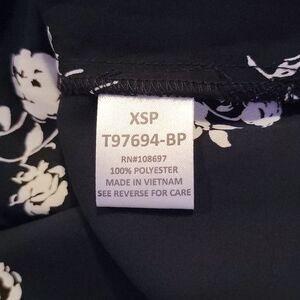 XSP
T97694-BP
RN#108697
100% POLYESTER
MADE IN VIETNAM
SEE REVERSE FOR CARE